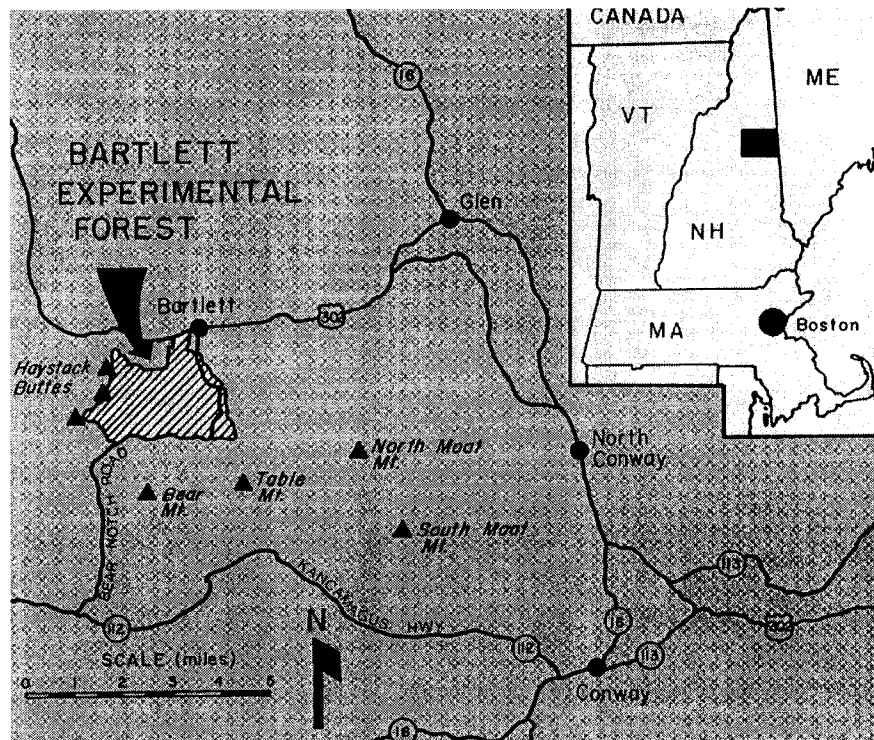 CANADA
ME
VT
NH
MA
Boston
16
BARTLETT
EXPERIMENTAL
FOREST
Glen
Bartlett
302
Haystack
Buttes
North Moat
Mt.
North
Conway
Table
Mt.
Bear
Mt.
South Moat
Mt.
BEAR NOTCH ROAD
KANCAMAGUS HWY
113
302
112
N
16
112
113
SCALE (miles)
0 1 2 3 4 5
Conway
16